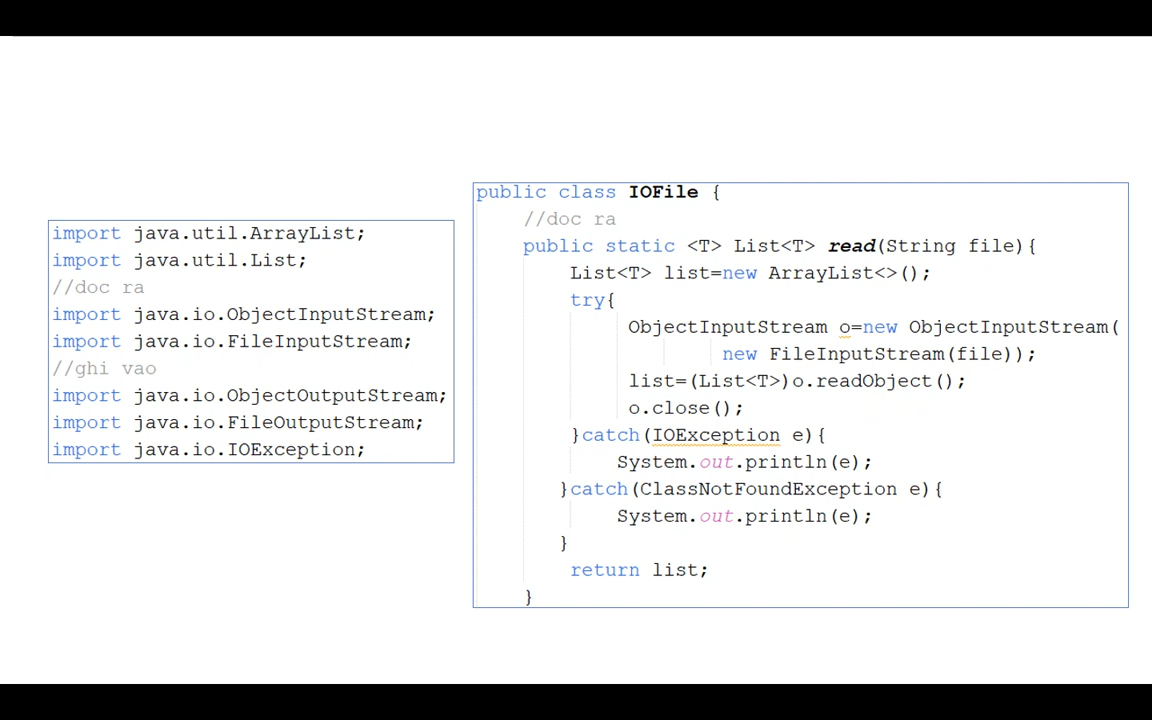 import java.util.ArrayList;
import java.util.List;
//doc ra
import java.io.ObjectInputStream;
import java.io.FileInputStream;
//ghi vao
import java.io.ObjectOutputStream;
import java.io.FileOutputStream;
import java.io.IOException;
public class IOFile {
//doc ra
public static <T> List<T> read(String file){
List<T> list=new ArrayList<>();
try{
ObjectInputStream o=new ObjectInputStream(
new FileInputStream(file));
list=(List<T>)o.readObject();
o.close();
}catch(IOException e){
System.out.println(e);
}catch(ClassNotFoundException e){
System.out.println(e);
}
return list;
}